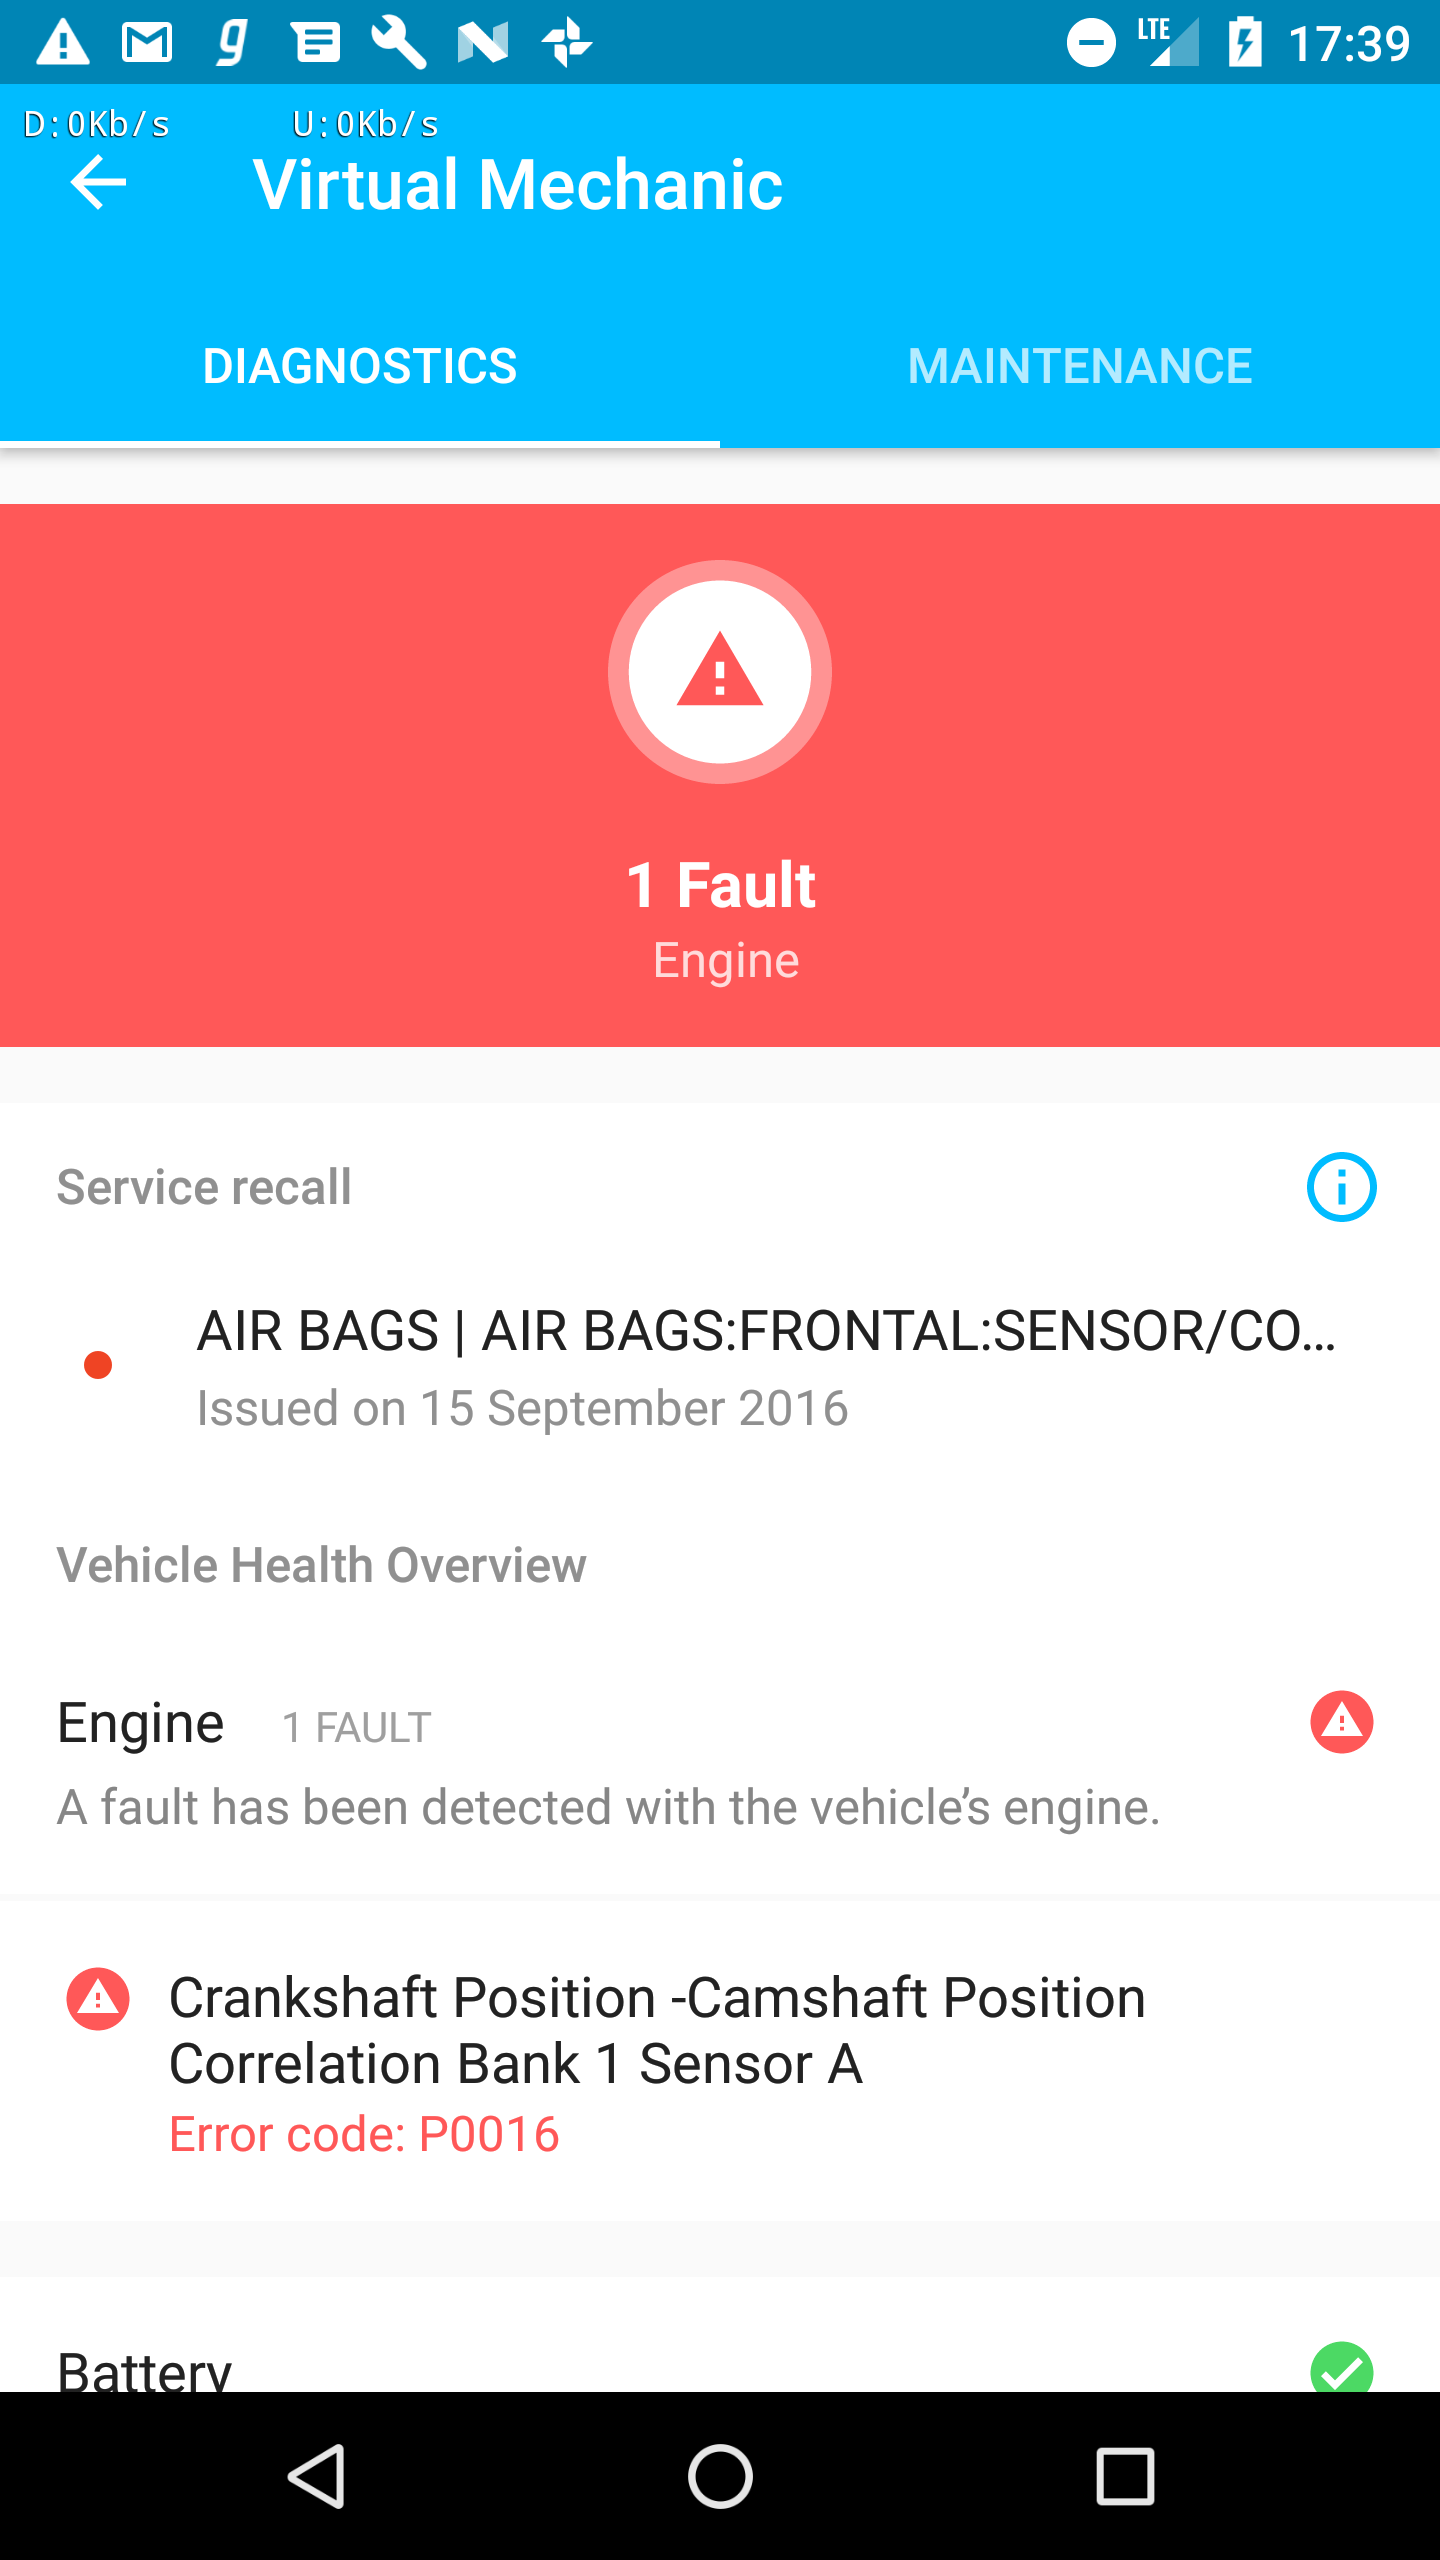 LTE 17:39
D:0Kb/s U:0Kb/s
Virtual Mechanic
DIAGNOSTICS MAINTENANCE
1 Fault
Engine
Service recall
AIR BAGS | AIR BAGS:FRONTAL:SENSOR/CO...
Issued on 15 September 2016
Vehicle Health Overview
Engine 1 FAULT
A fault has been detected with the vehicle’s engine.
Crankshaft Position -Camshaft Position
Correlation Bank 1 Sensor A
Error code: P0016
Battery